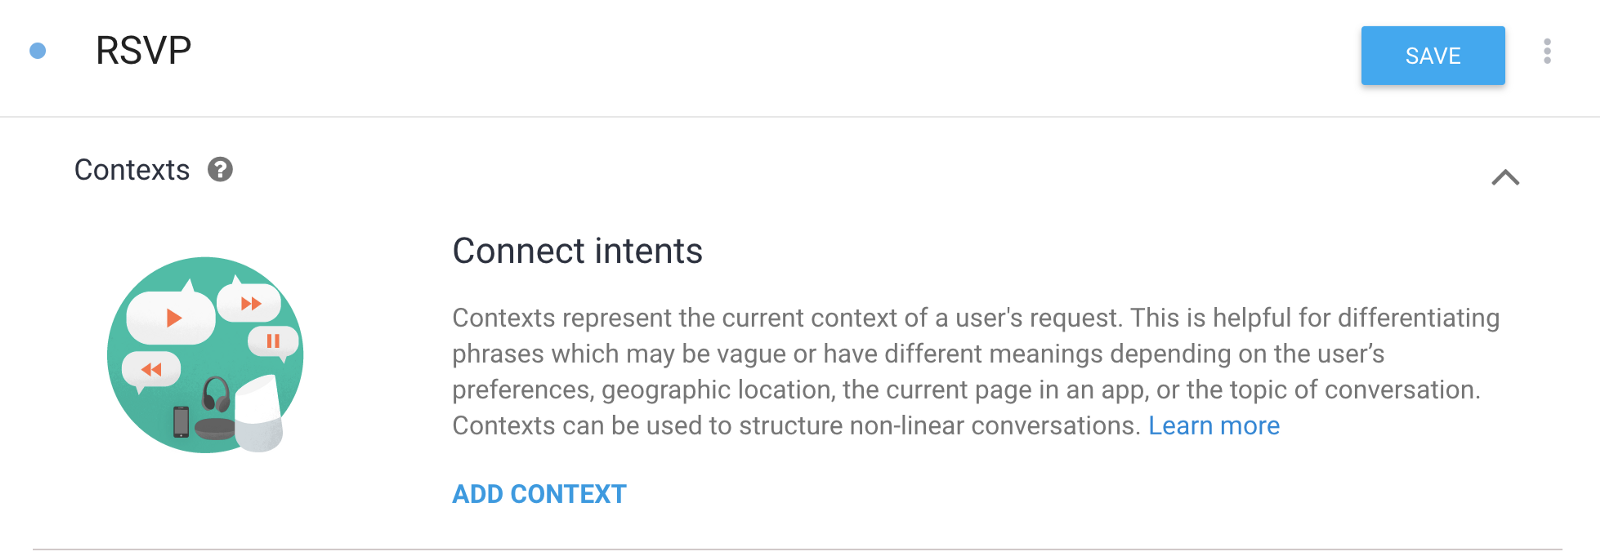 RSVP
SAVE
Contexts ?
Connect intents
Contexts represent the current context of a user's request. This is helpful for differentiating
phrases which may be vague or have different meanings depending on the user’s
preferences, geographic location, the current page in an app, or the topic of conversation.
Contexts can be used to structure non-linear conversations. Learn more
ADD CONTEXT